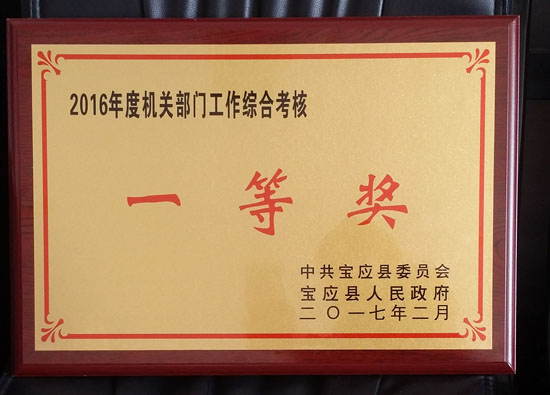 2016年度机关部门工作综合考核
一等奖
中共宝应县委员会
宝应县人民政府
二〇一七年二月